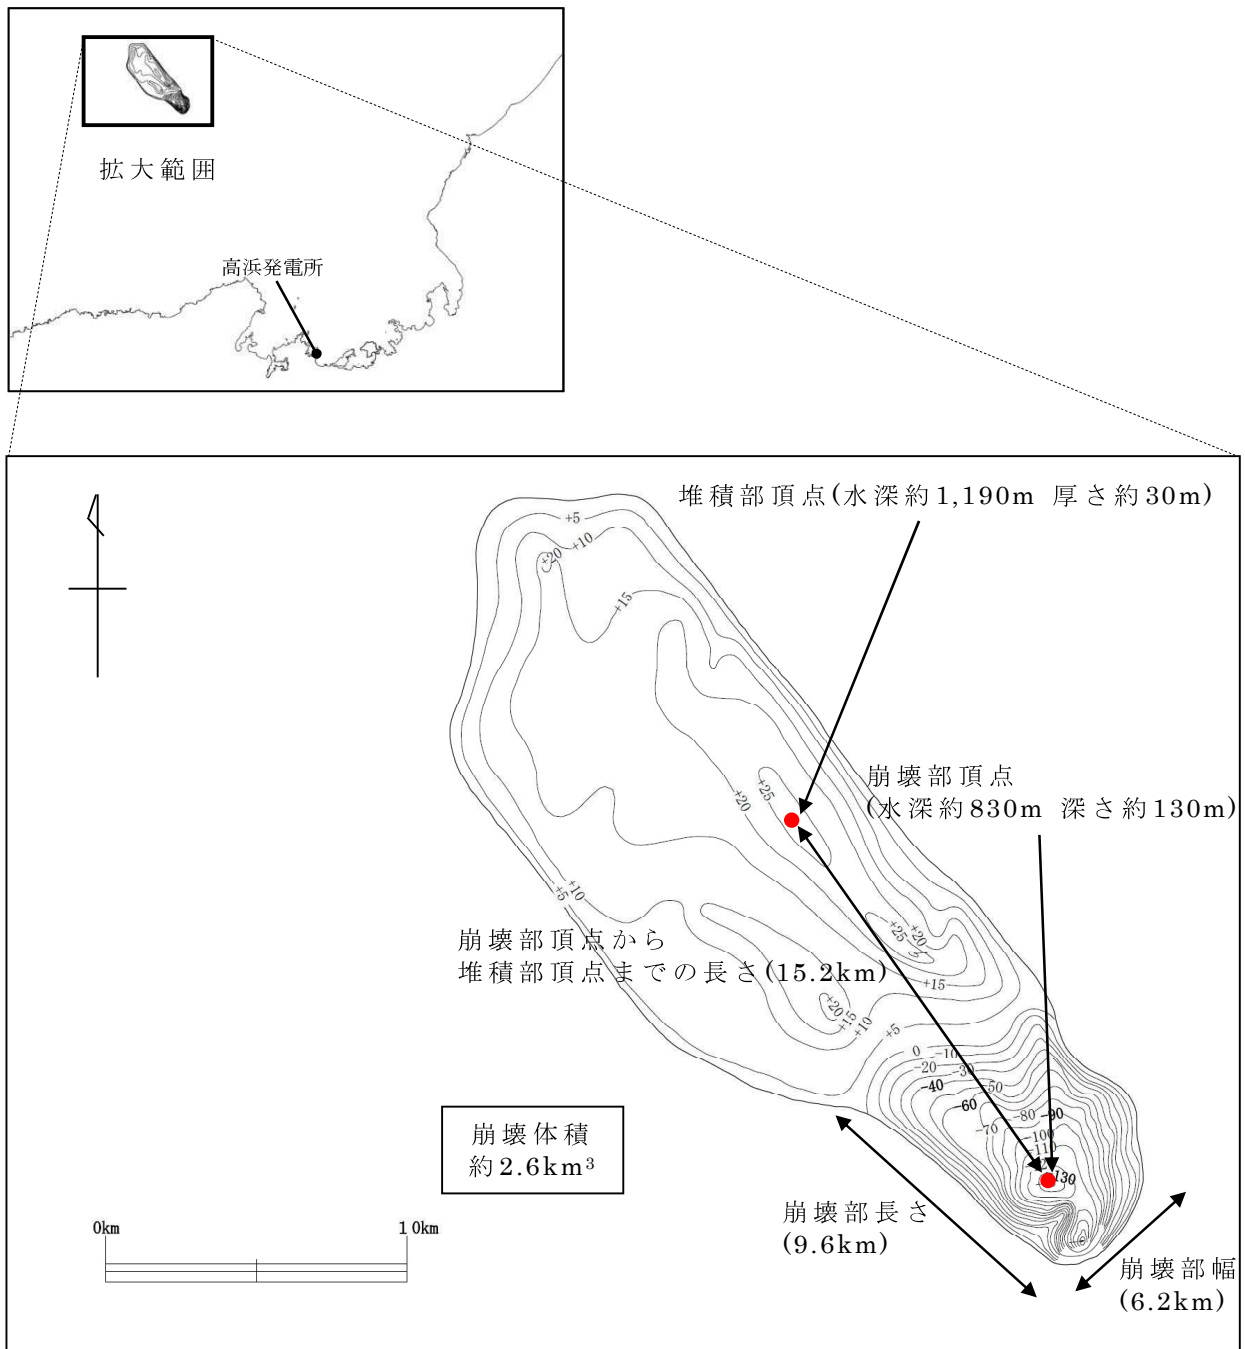 拡大範囲
高浜発電所
堆積部頂点(水深約1,190m 厚さ約30m)
+5
+10
+20
+15
崩壊部頂点
(水深約830m 深さ約130m)
+25
+20
+10
+5
+20
+25
崩壊部頂点から
堆積部頂点までの長さ(15.2km)
+15
+20
+15
+10
+5
0
-10
-20
-30
-40
-50
-60
-80
-90
-70
-100
-110
-130
崩壊体積
約2.6km³
崩壊部長さ
(9.6km)
0km
10km
崩壊部幅
(6.2km)